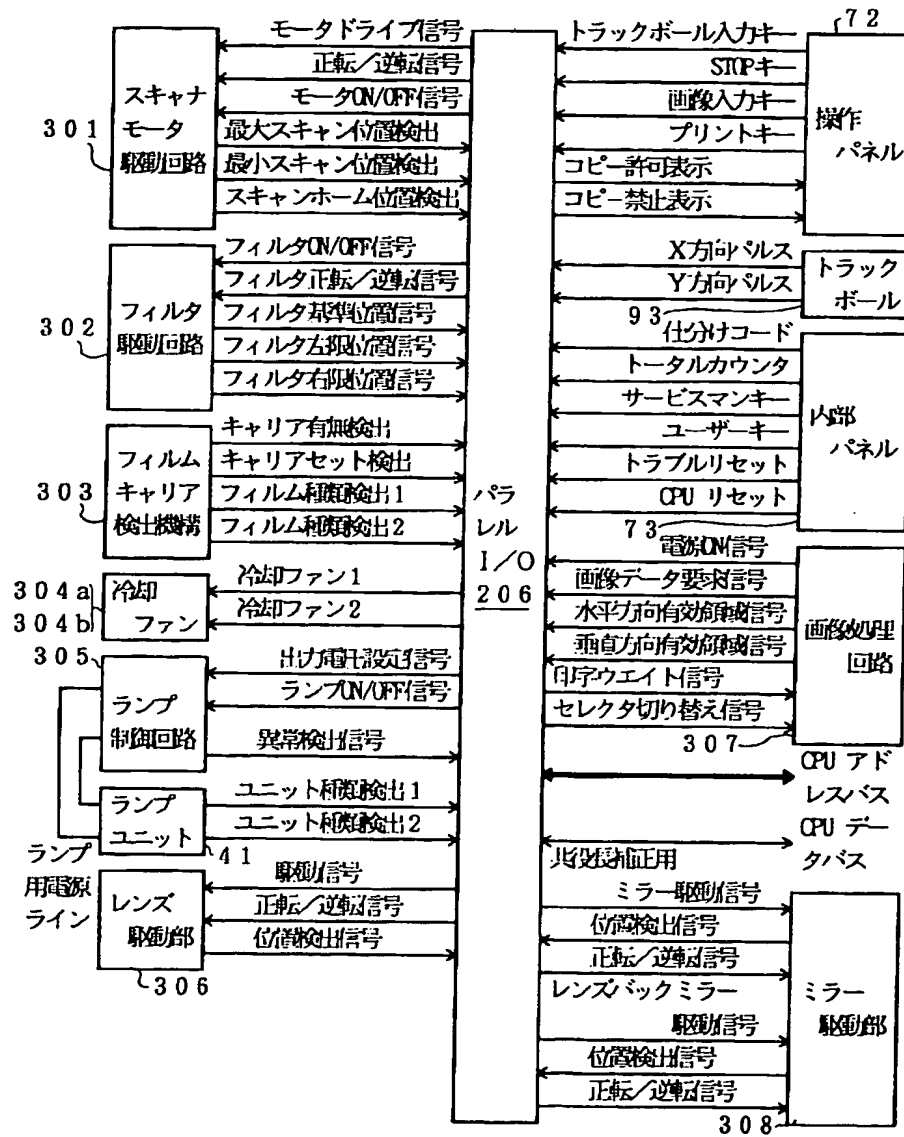 モータドライブ信号
正転／逆転信号
モータON/OFF信号
最大スキャン位置検出
最小スキャン位置検出
スキャンホーム位置検出
スキャナ
モータ
駆動回路
301
フィルタON/OFF信号
フィルタ正転／逆転信号
フィルタ基準位置信号
フィルタ左限位置信号
フィルタ右限位置信号
フィルタ
駆動回路
302
キャリア有無検出
キャリアセット検出
フィルム種類検出1
フィルム種類検出2
フィルム
キャリア
検出機構
303
冷却ファン1
冷却ファン2
冷却
ファン
304a
304b
305
出力電圧設定信号
ランプON/OFF信号
異常検出信号
ランプ
制御回路
ユニット種類検出1
ユニット種類検出2
ランプ
ユニット
41
ランプ
用電源
ライン
駆動信号
正転／逆転信号
位置検出信号
レンズ
駆動部
306
パラ
レル
I/O
206
72
トラックボール入力キー
STOPキー
画像入力キー
プリントキー
コピー許可表示
コピー禁止表示
操作
パネル
X方向パルス
Y方向パルス
トラック
ボール
93
仕分けコード
トータルカウンタ
サービスマンキー
ユーザーキー
トラブルリセット
CPU リセット
内部
パネル
73
電源ON信号
画像データ要求信号
水平方向有効領域信号
垂直方向有効領域信号
印字ウエイト信号
セレクタ切り替え信号
画像処理
回路
307
CPU アド
レスバス
CPU デー
タバス
共役長補正用
ミラー駆動信号
位置検出信号
正転／逆転信号
レンズバックミラー
駆動信号
位置検出信号
正転／逆転信号
ミラー
駆動部
308